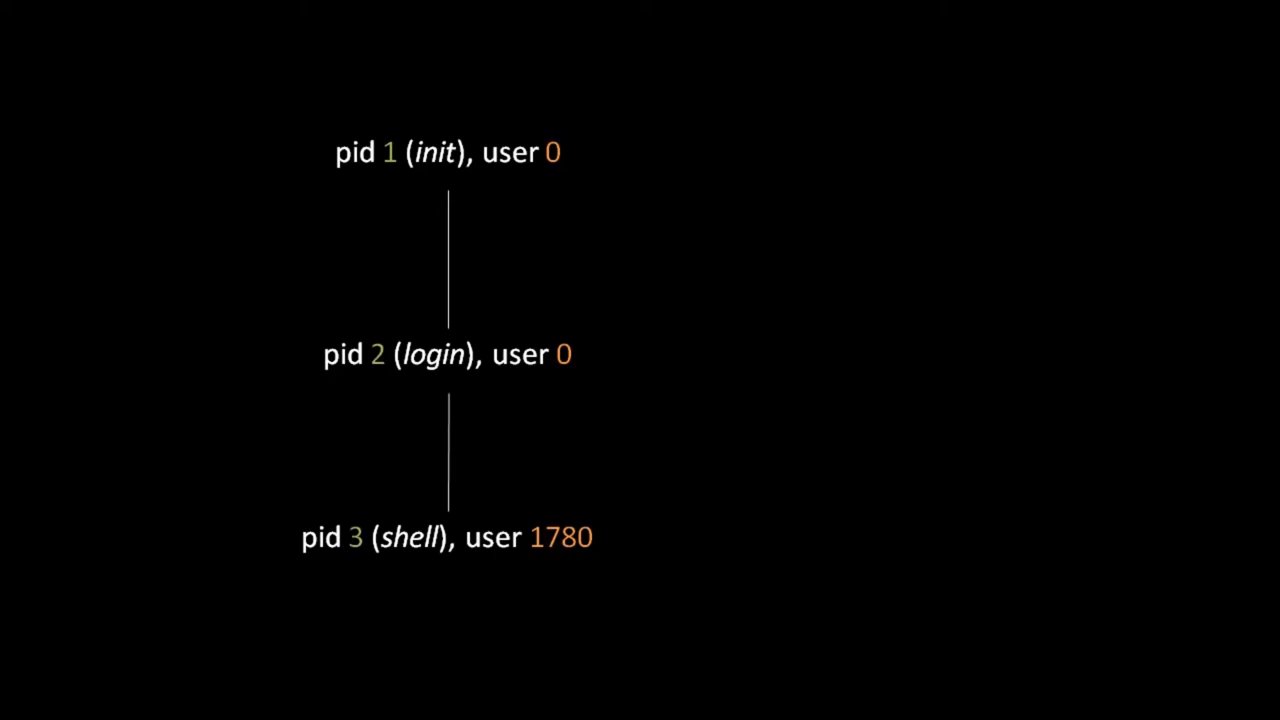 pid 1 (init), user 0
pid 2 (login), user 0
pid 3 (shell), user 1780